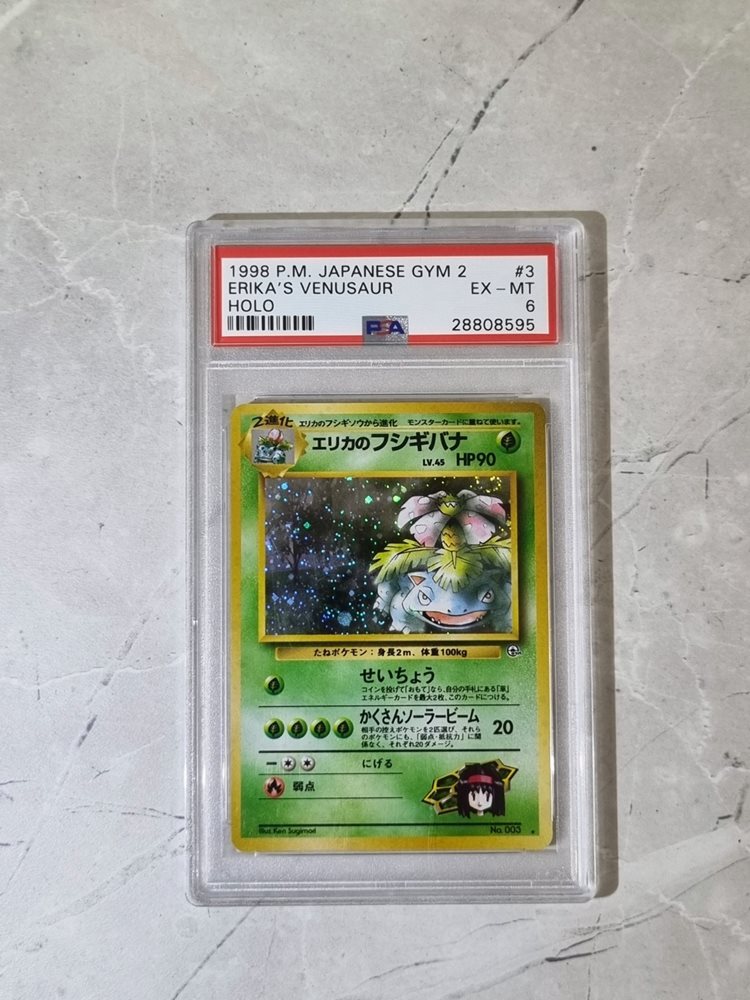 1998 P.M. JAPANESE GYM 2 #3
ERIKA'S VENUSAUR EX - MT
HOLO 6
PSA 28808595
2進化 エリカのフシギソウから進化 モンスターカードに重ねて使います。
エリカのフシギバナ
LV.45 HP90
たねポケモン：身長2m、体重100kg
せいちょう
コインを投げて「おもて」なら、自分の手札にある「草」
エネルギーカードを最大2枚、このカードにつける。
かくさんソーラービーム 20
相手の控えポケモンを2匹選び、それら
のポケモンにも、「弱点・抵抗力」に関
係なく、それぞれ20ダメージ。
にげる
弱点
Illus. Ken Sugimori No. 003